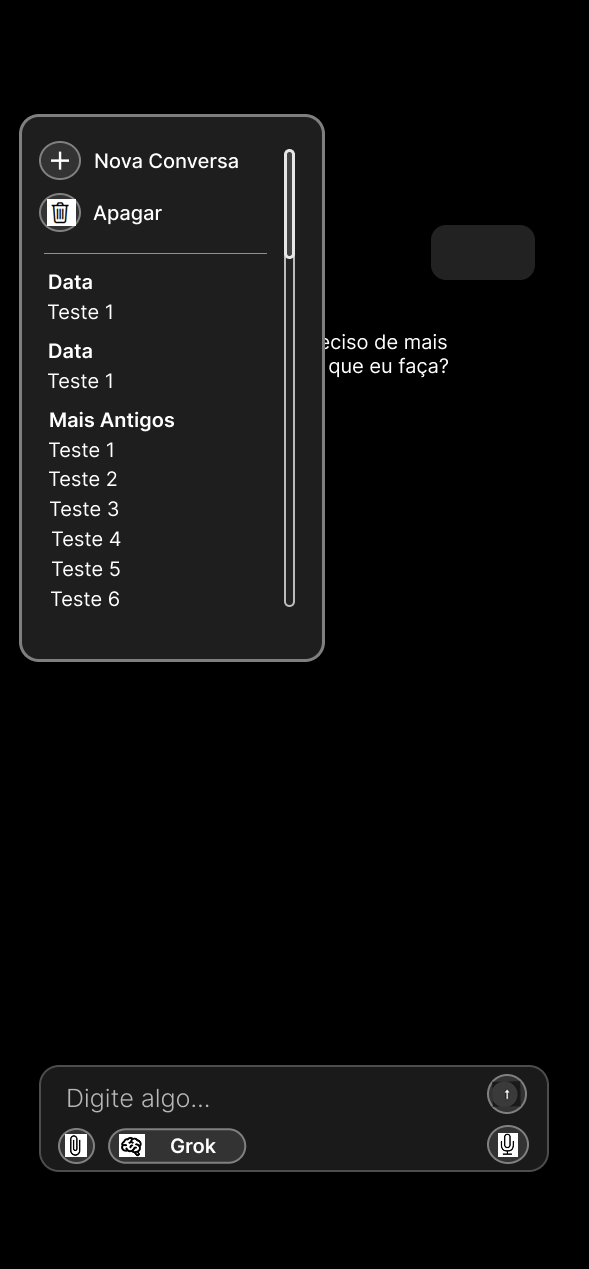 Nova Conversa
Apagar
Data
Teste 1
Data
Teste 1
Mais Antigos
Teste 1
Teste 2
Teste 3
Teste 4
Teste 5
Teste 6
de mais
que eu faça?
Digite algo...
Grok